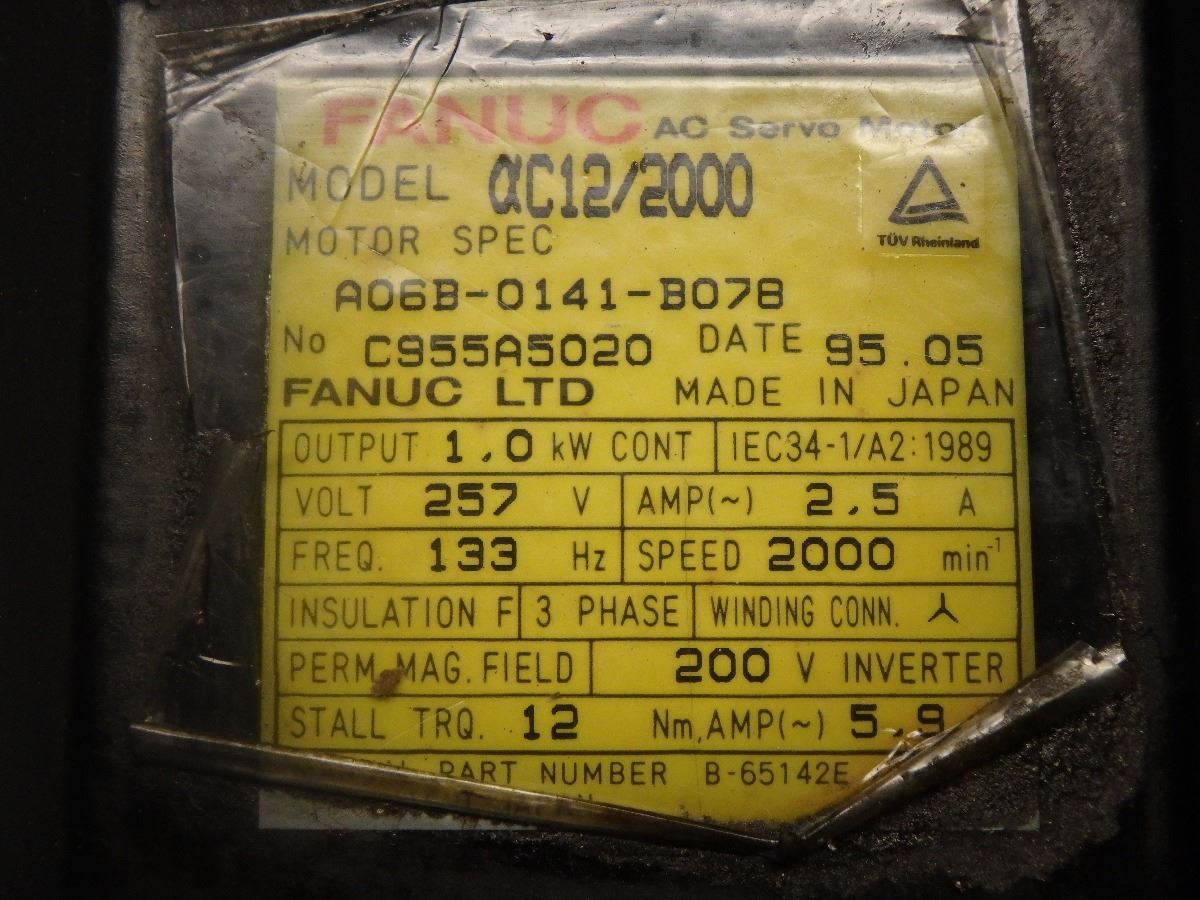 FANUC AC Servo Motor
MODEL αC12/2000
TÜV Rheinland
MOTOR SPEC
A06B-0141-B078
No C955A5020 DATE 95.05
FANUC LTD MADE IN JAPAN
OUTPUT 1.0 kW CONT IEC34-1/A2:1989
VOLT 257 V AMP(~) 2.5 A
FREQ. 133 Hz SPEED 2000 min⁻¹
INSULATION F 3 PHASE WINDING CONN.
PERM.MAG.FIELD 200 V INVERTER
STALL TRQ. 12 Nm,AMP(~) 5.9
PART NUMBER B-65142E